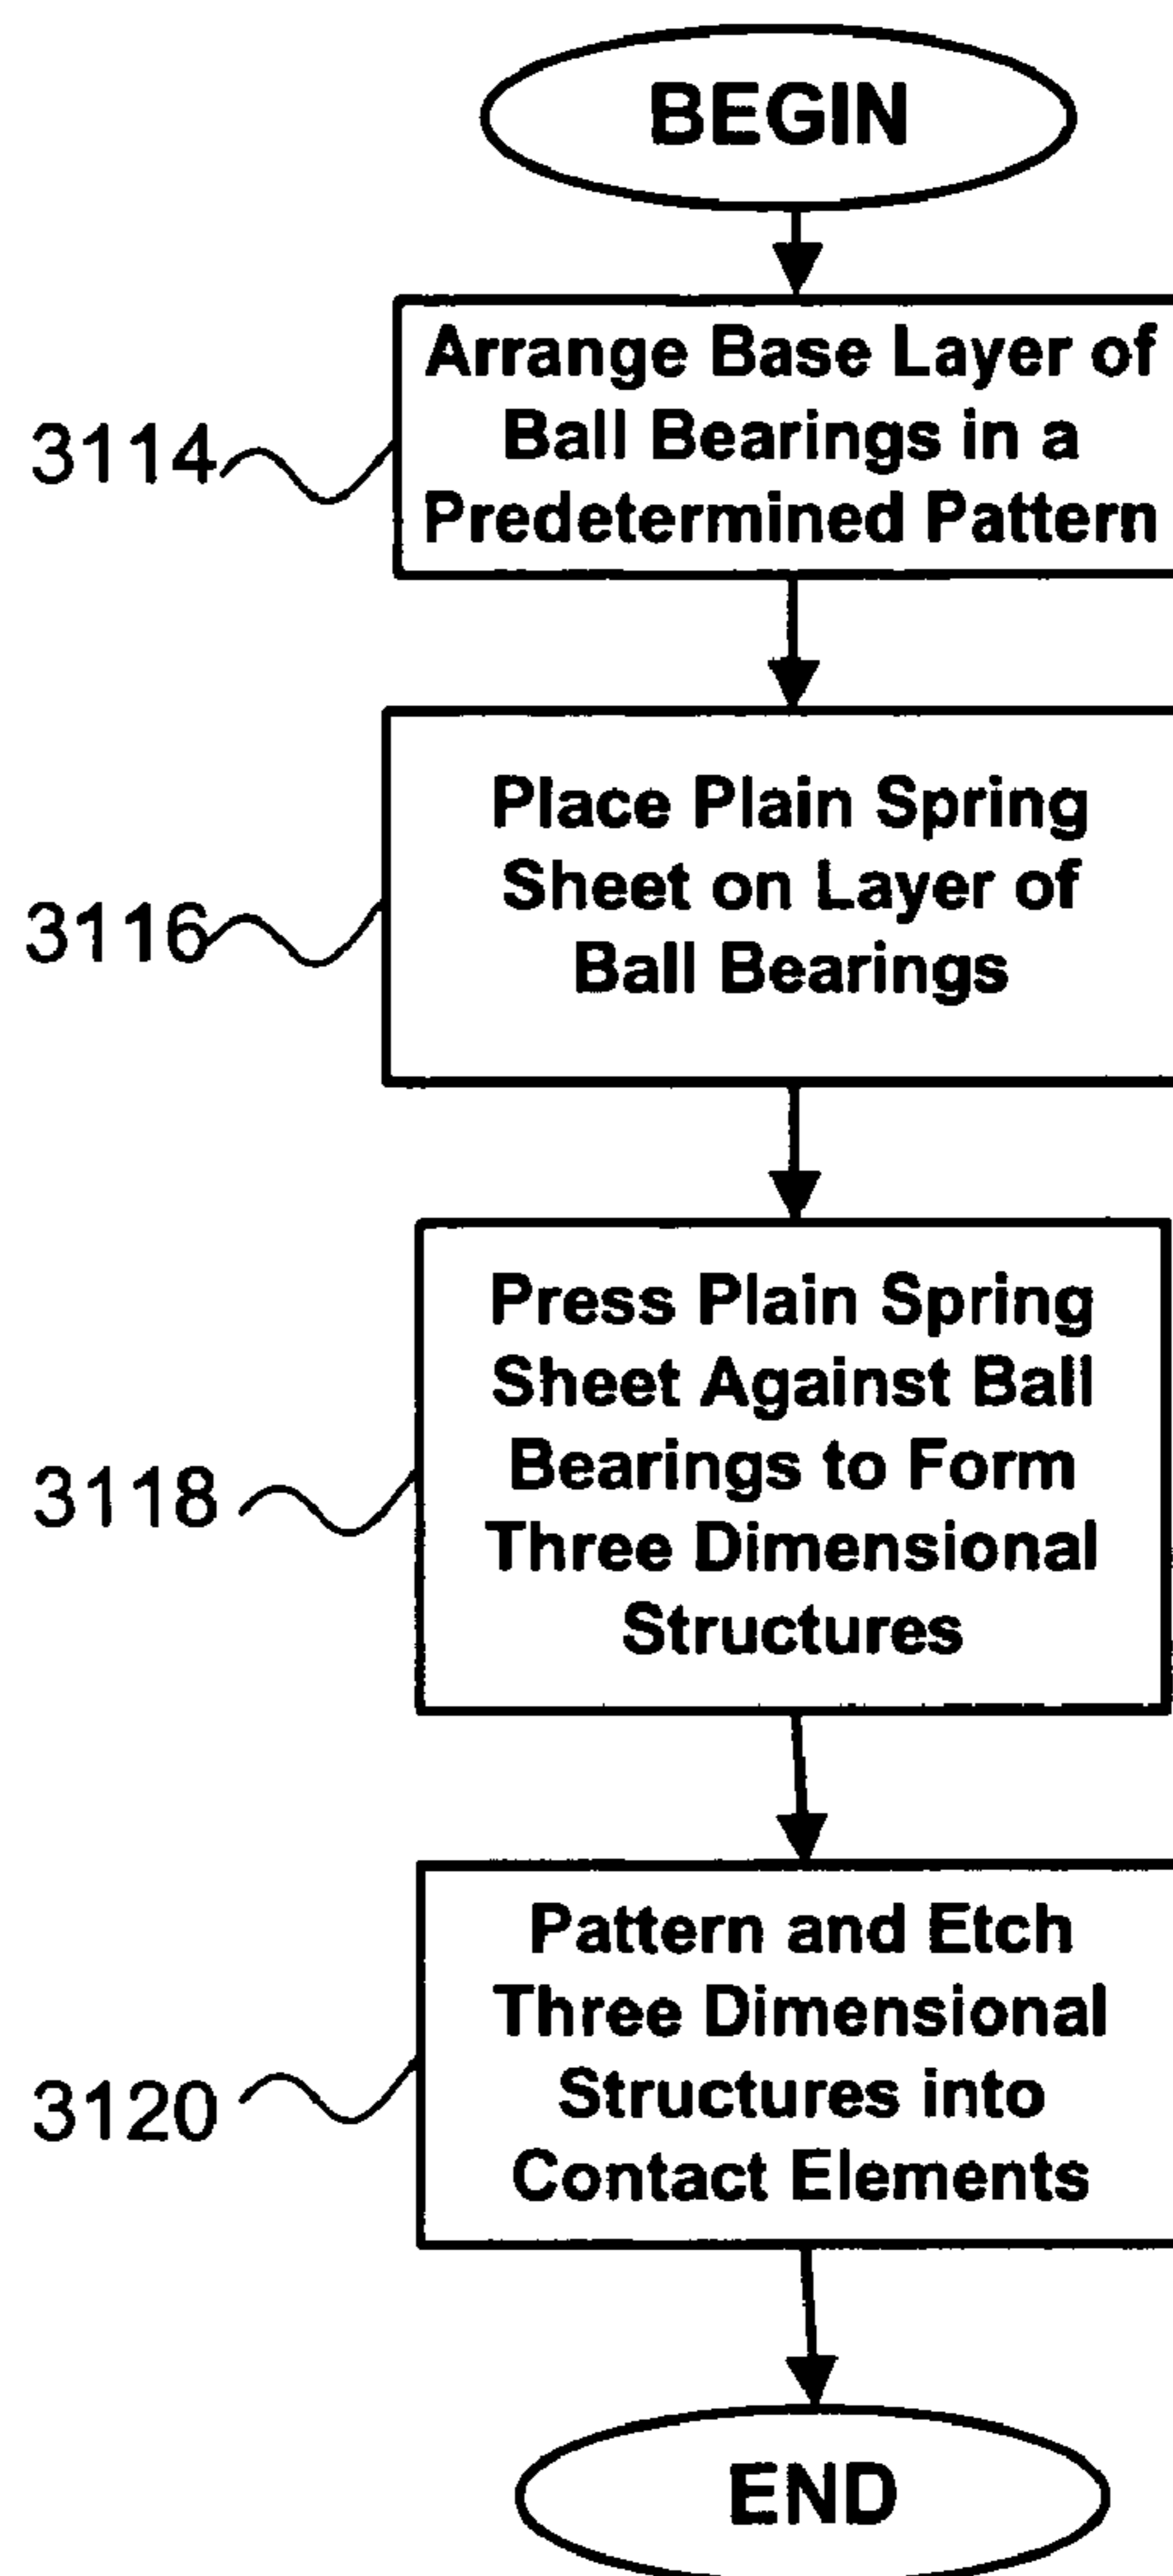 BEGIN
3114
Arrange Base Layer of
Ball Bearings in a
Predetermined Pattern
3116
Place Plain Spring
Sheet on Layer of
Ball Bearings
3118
Press Plain Spring
Sheet Against Ball
Bearings to Form
Three Dimensional
Structures
3120
Pattern and Etch
Three Dimensional
Structures into
Contact Elements
END